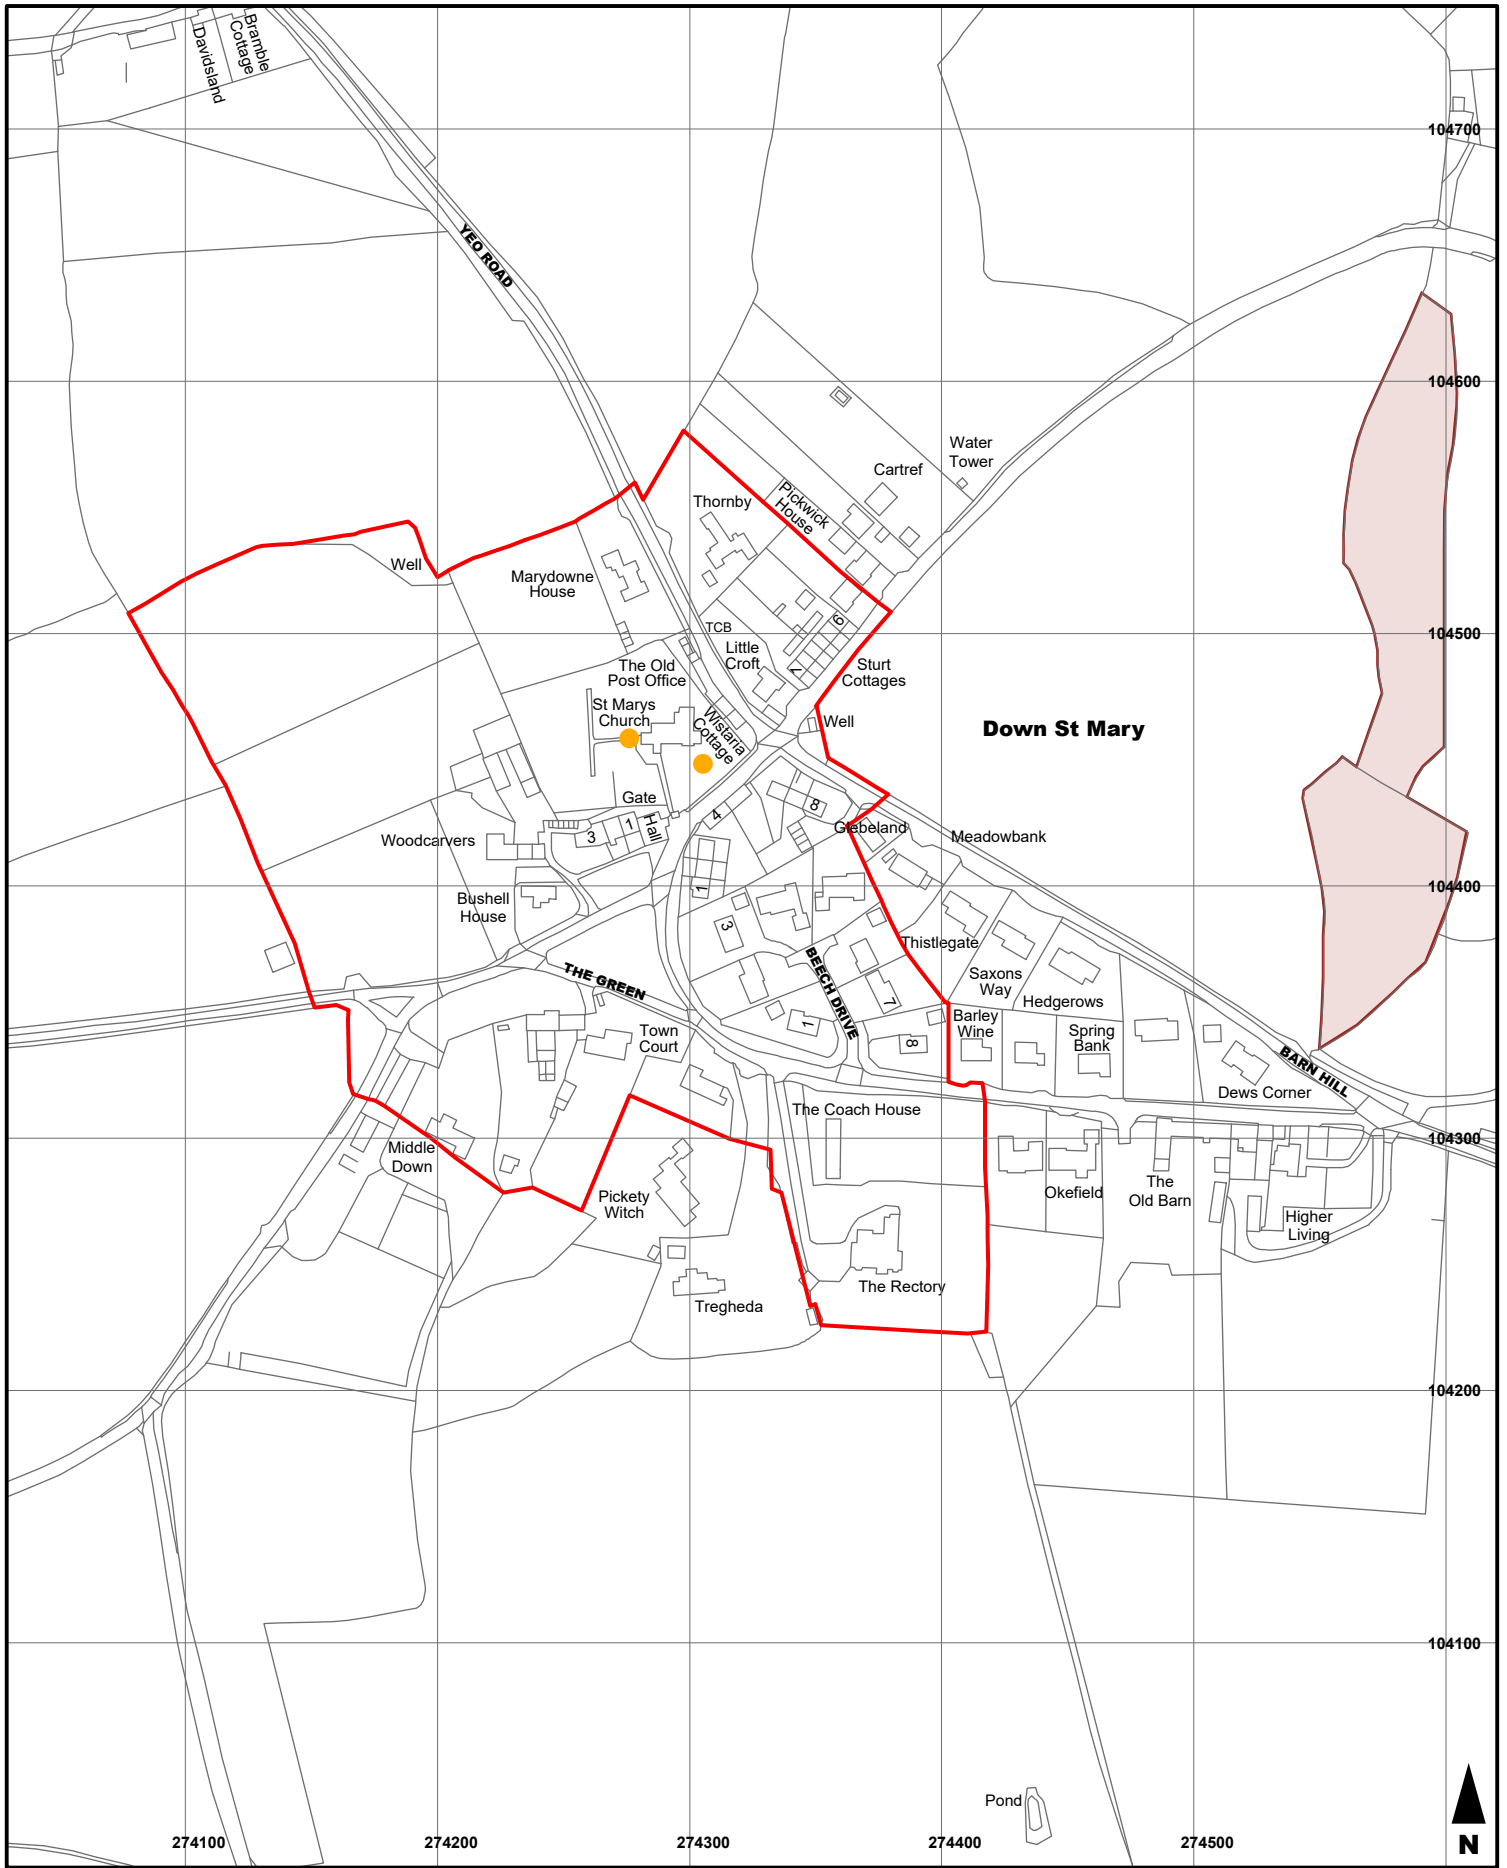 Davidsland
Bramble
Cottage
104700
YEO ROAD
104600
Water
Tower
Cartref
Pickwick
House
Thornby
Well
Marydowne
House
104500
TCB
Little
Croft
6
7
The Old
Post Office
Sturt
Cottages
St Marys
Church
Wistaria
Cottage
Well
Down St Mary
Gate
Hall
1
3
4
8
Glebeland
Meadowbank
Woodcarvers
Bushell
House
1
3
104400
Thistlegate
THE GREEN
BEECH DRIVE
Saxons
Way
Hedgerows
7
1
8
Town
Court
Barley
Wine
Spring
Bank
BARN HILL
Dews Corner
The Coach House
104300
Middle
Down
Pickety
Witch
Okefield
The
Old Barn
Higher
Living
The Rectory
Tregheda
104200
104100
Pond
274100
274200
274300
274400
274500
N